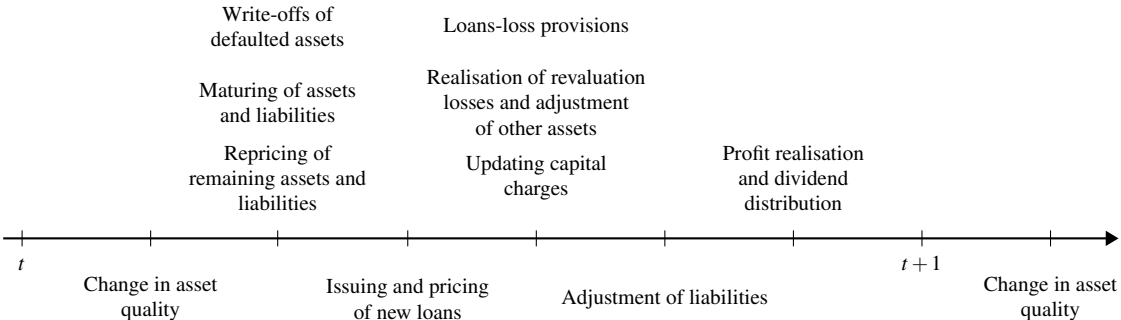 Write-offs of
defaulted assets
Loans-loss provisions
Maturing of assets
and liabilities
Realisation of revaluation
losses and adjustment
of other assets
Repricing of
remaining assets and
liabilities
Updating capital
charges
Profit realisation
and dividend
distribution
t
t + 1
Change in asset
quality
Issuing and pricing
of new loans
Adjustment of liabilities
Change in asset
quality